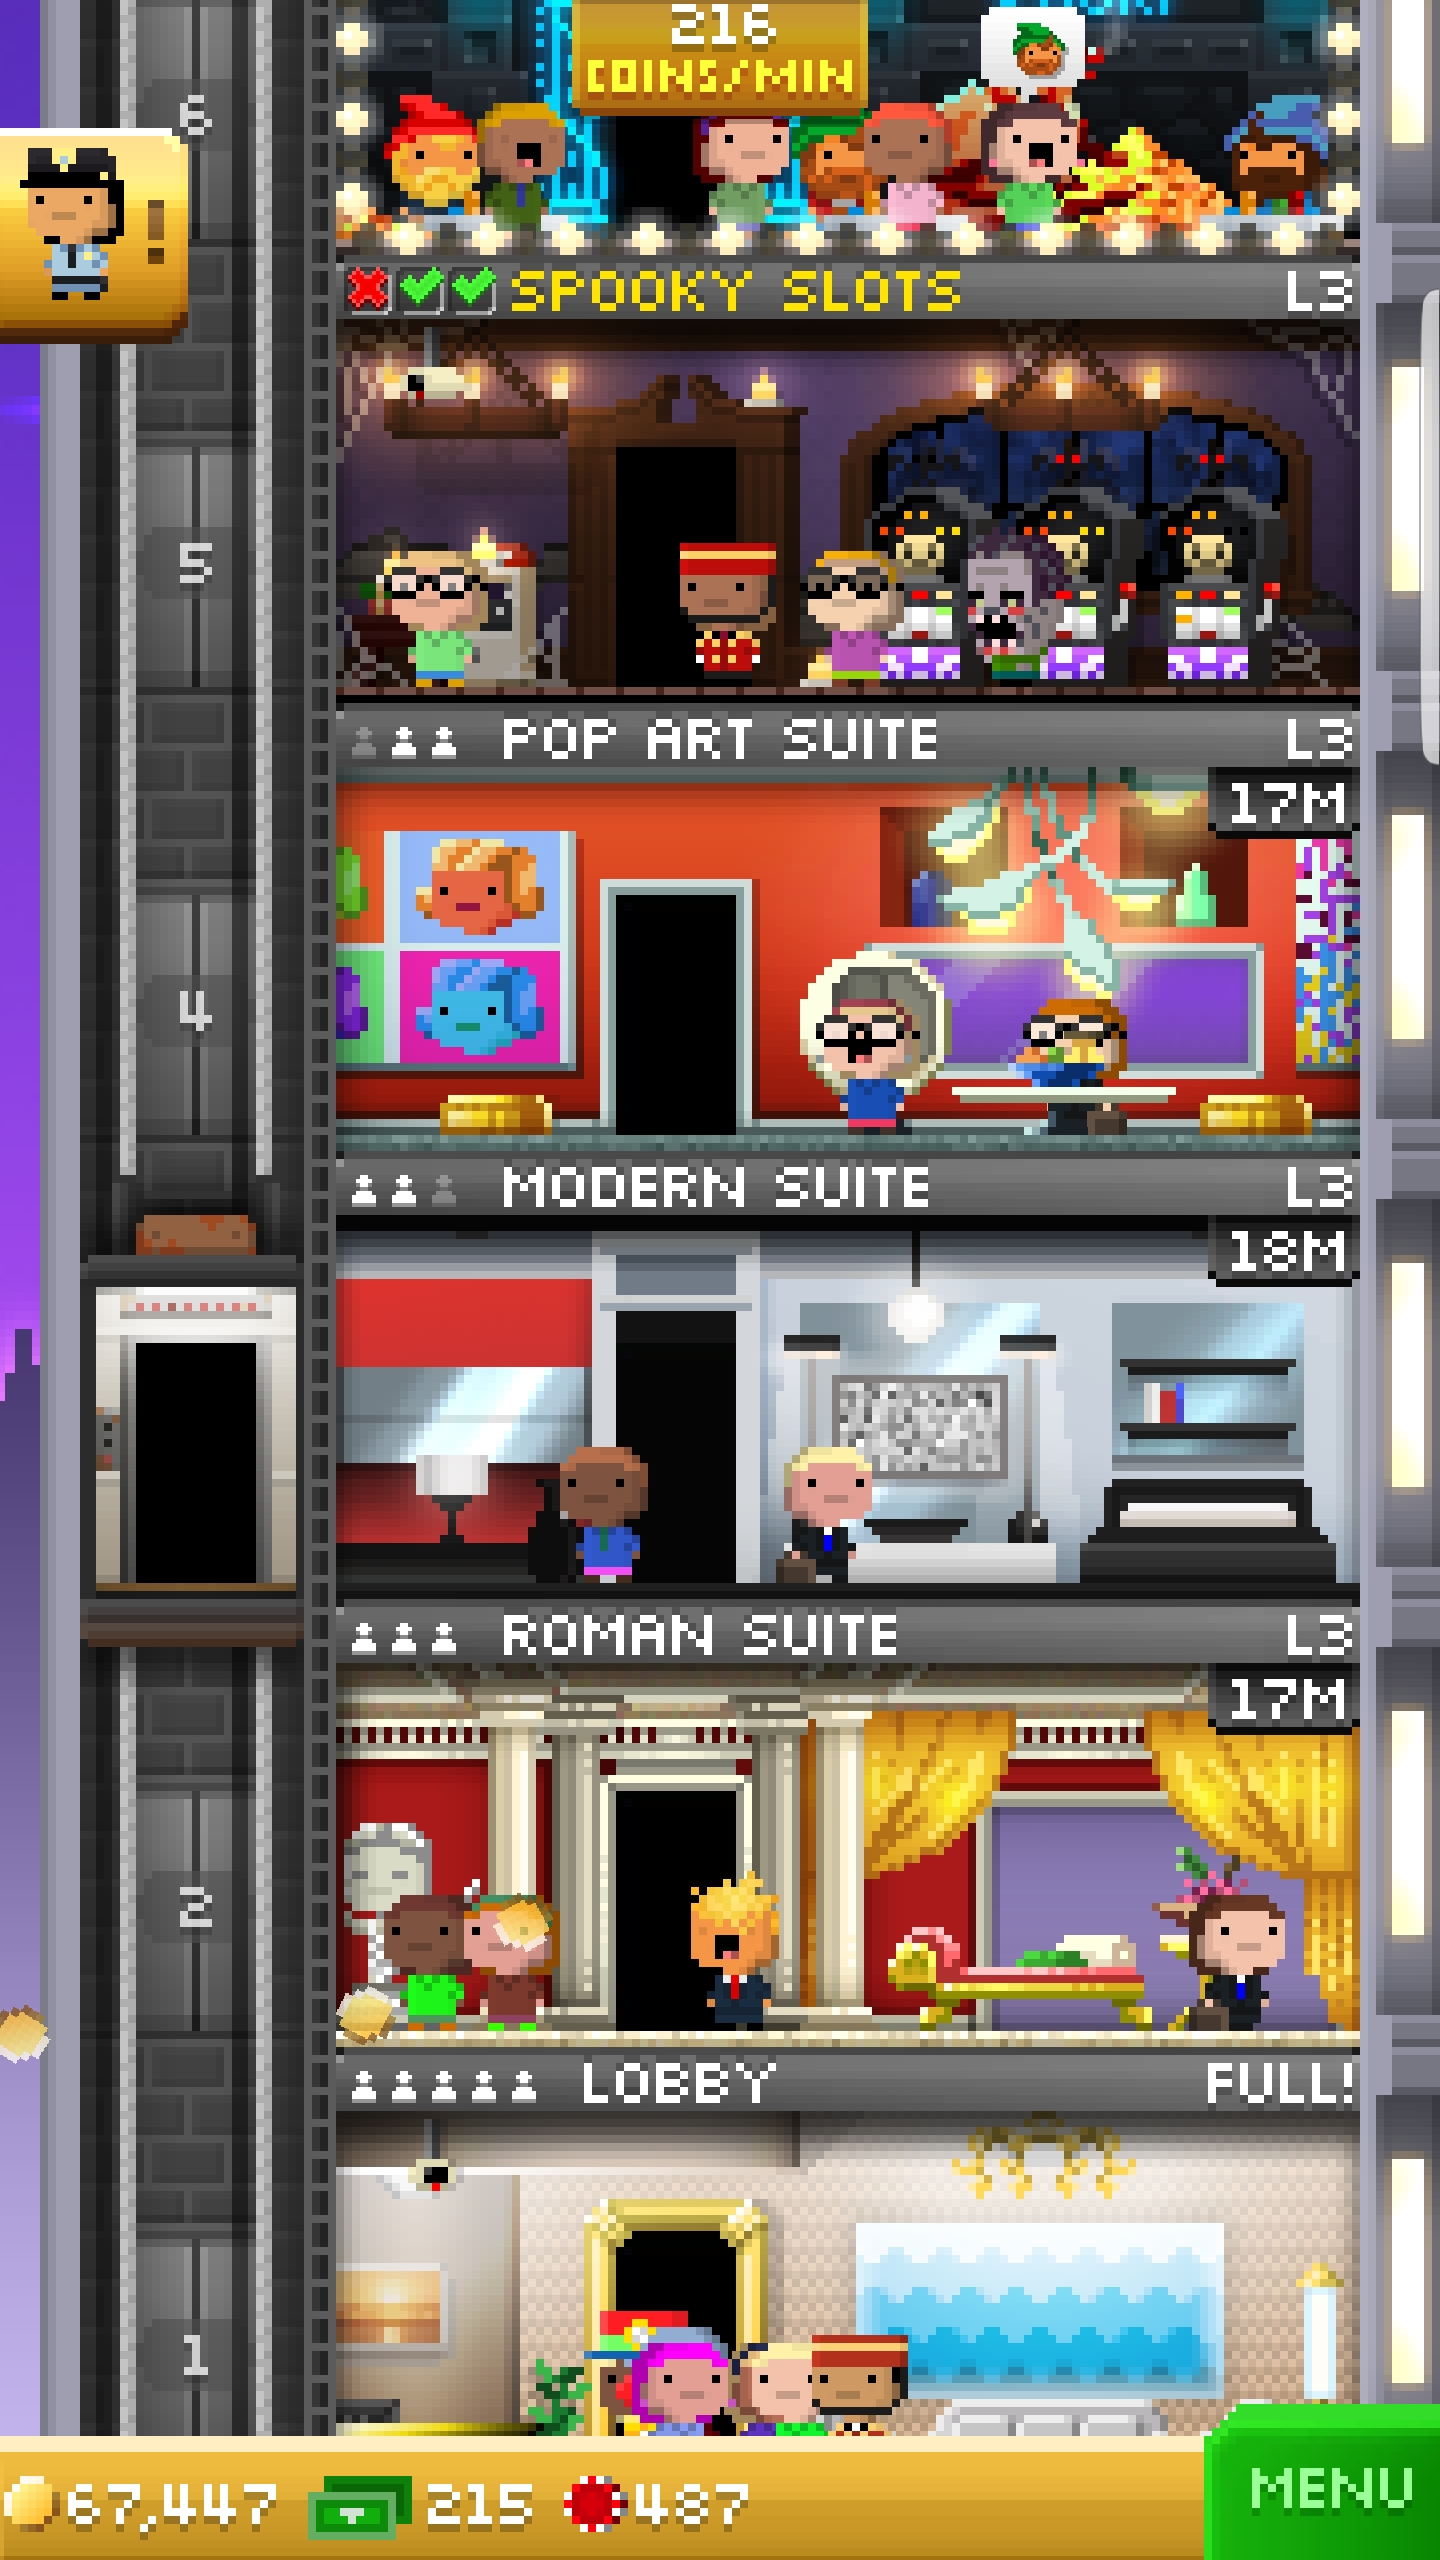 216
COINS/MIN
6
!
SPOOKY SLOTS L3
5
POP ART SUITE L3
17M
4
MODERN SUITE L3
18M
ROMAN SUITE L3
17M
2
LOBBY FULL!
1
67,447 215 487 MENU